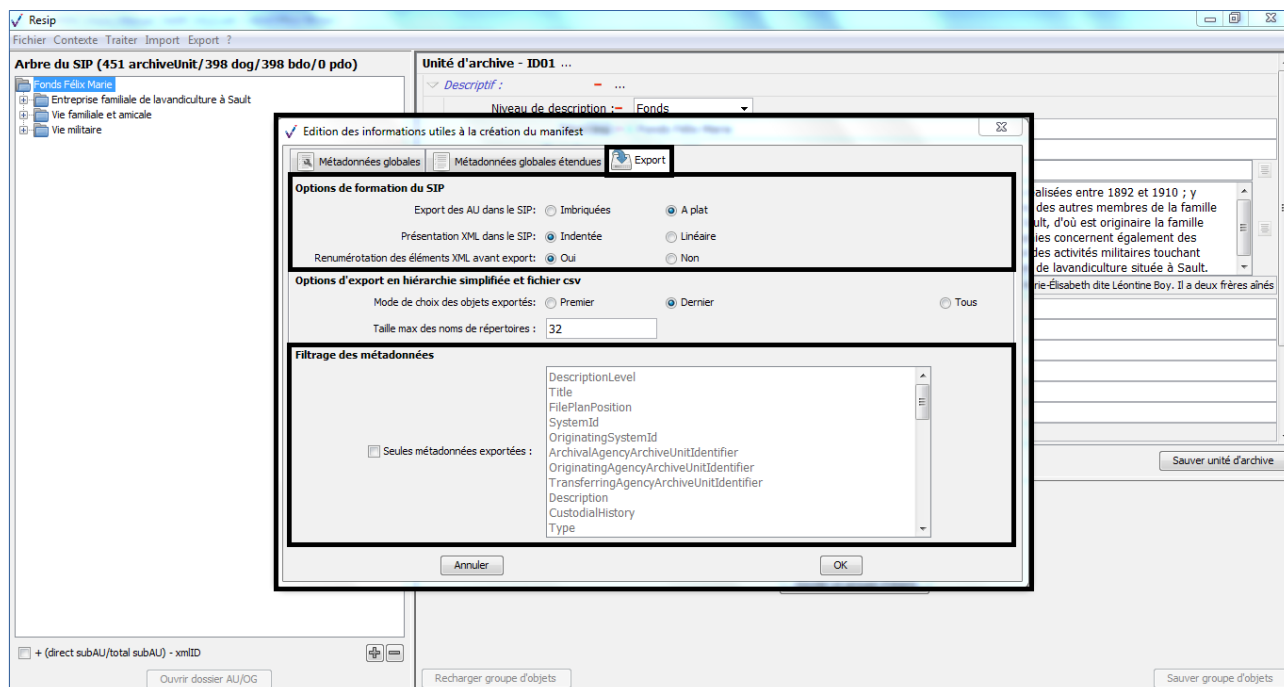 Resip
Fichier Contexte Traiter Import Export ?
Arbre du SIP (451 archiveUnit/398 dog/398 bdo/0 pdo)
Fonds Félix Marie
Entreprise familiale de lavandiculture à Sault
Vie familiale et amicale
Vie militaire
+ (direct subAU/total subAU) - xmlID
Ouvrir dossier AU/OG
Unité d'archive - ID01 ...
Descriptif : - ...
Niveau de description :- Fonds
Edition des informations utiles à la création du manifest
Métadonnées globales
Métadonnées globales étendues
Export
Options de formation du SIP
Export des AU dans le SIP: Imbriquées A plat
Présentation XML dans le SIP: Indentée Linéaire
Renumérotation des éléments XML avant export: Oui Non
Options d'export en hiérarchie simplifiée et fichier csv
Mode de choix des objets exportés: Premier Dernier Tous
Taille max des noms de répertoires : 32
Filtrage des métadonnées
Seules métadonnées exportées :
DescriptionLevel
Title
FilePlanPosition
SystemId
OriginatingSystemId
ArchivalAgencyArchiveUnitIdentifier
OriginatingAgencyArchiveUnitIdentifier
TransferringAgencyArchiveUnitIdentifier
Description
CustodialHistory
Type
Annuler
OK
alisées entre 1892 et 1910 ; y
des autres membres de la famille
ult, d'où est originaire la famille
ies concernent également des
des activités militaires touchant
de lavandiculture située à Sault.
rie-Élisabeth dite Léontine Boy. Il a deux frères aînés
Sauver unité d'archive
Recharger groupe d'objets
Sauver groupe d'objets